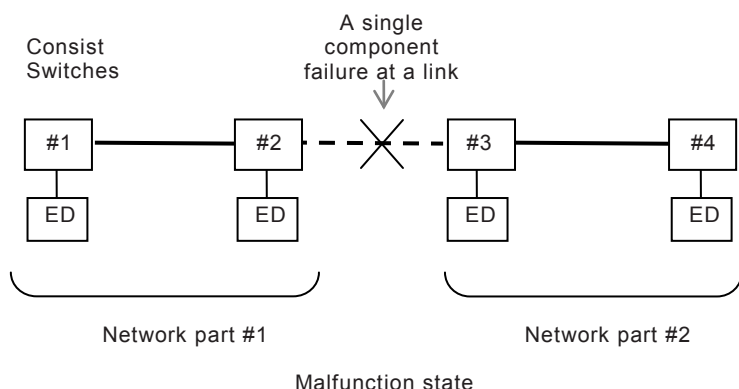 Consist
Switches
A single
component
failure at a link
#1
#2
#3
#4
ED
ED
ED
ED
Network part #1
Network part #2
Malfunction state